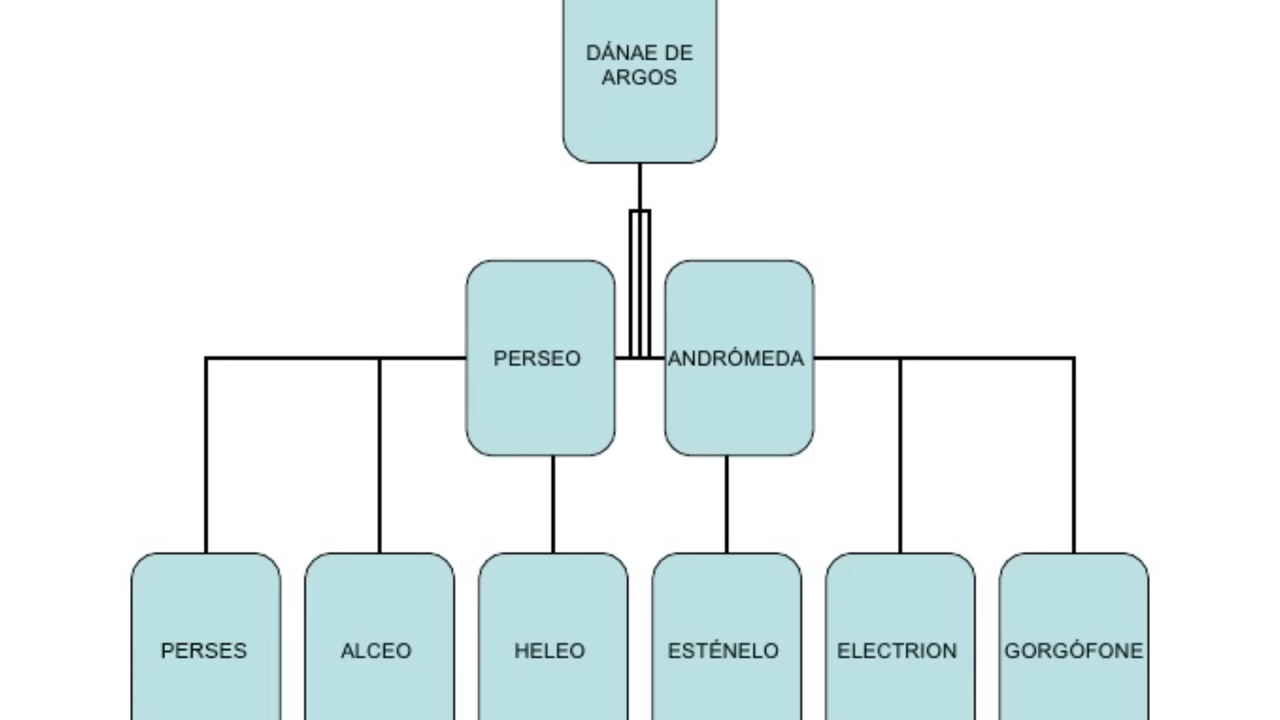 DÁNAE DE
ARGOS
PERSEO
ANDRÓMEDA
PERSES
ALCEO
HELEO
ESTÉNELO
ELECTRION
GORGÓFONE